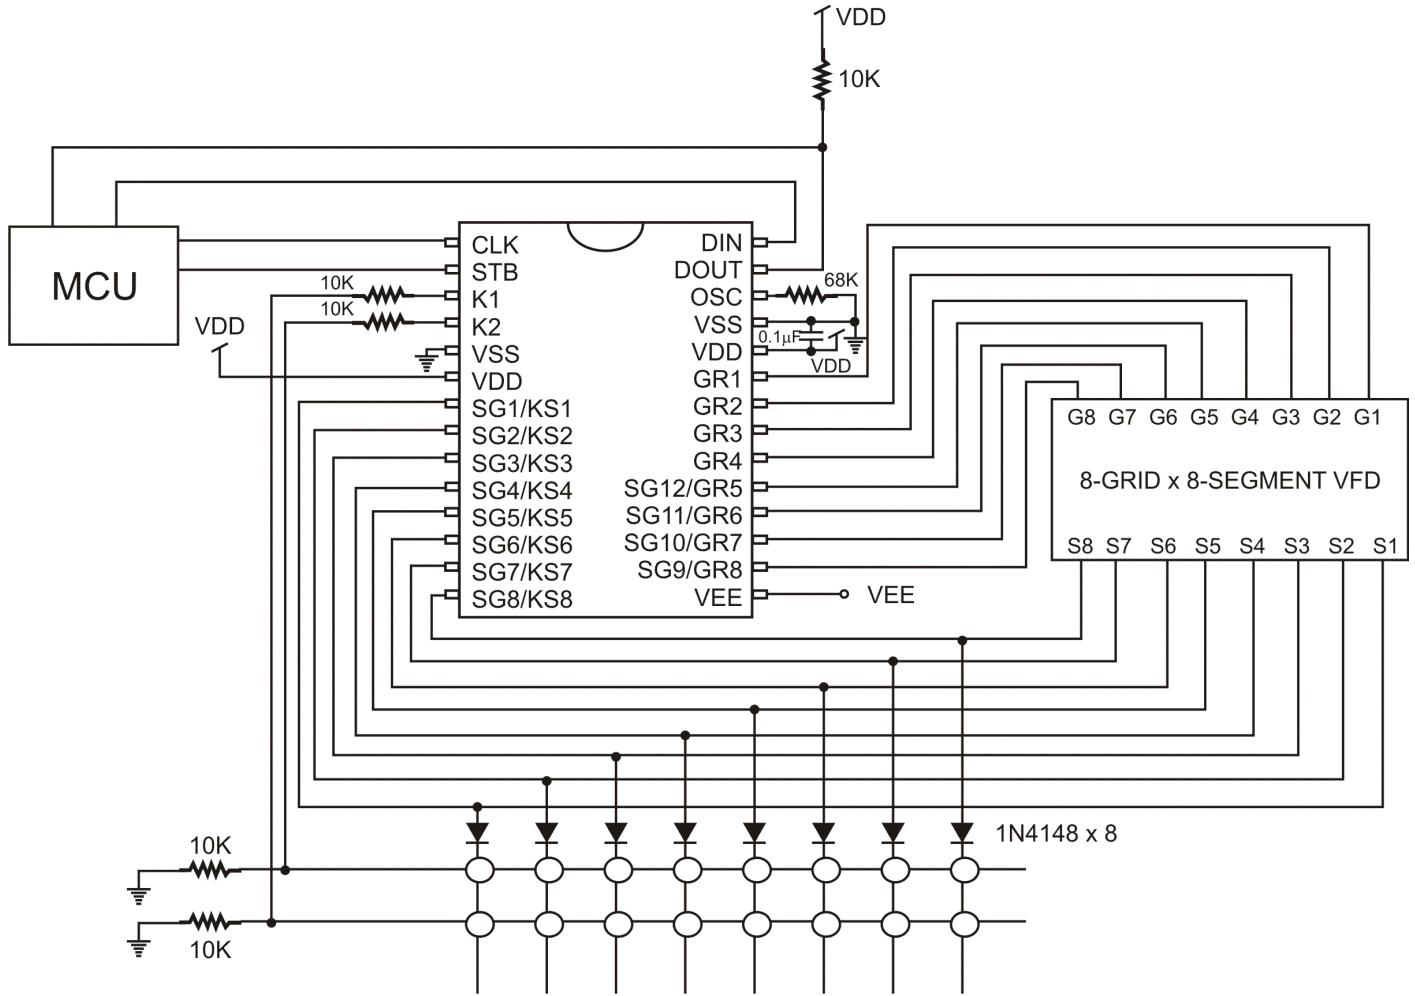 VDD
10K
MCU
CLK
STB
10K
K1
10K
K2
VDD
VSS
VDD
SG1/KS1
SG2/KS2
SG3/KS3
SG4/KS4
SG5/KS5
SG6/KS6
SG7/KS7
SG8/KS8
DIN
DOUT
OSC
68K
VSS
0.1µF
VDD
VDD
GR1
GR2
GR3
GR4
SG12/GR5
SG11/GR6
SG10/GR7
SG9/GR8
VEE
VEE
G8 G7 G6 G5 G4 G3 G2 G1
8-GRID x 8-SEGMENT VFD
S8 S7 S6 S5 S4 S3 S2 S1
1N4148 x 8
10K
10K